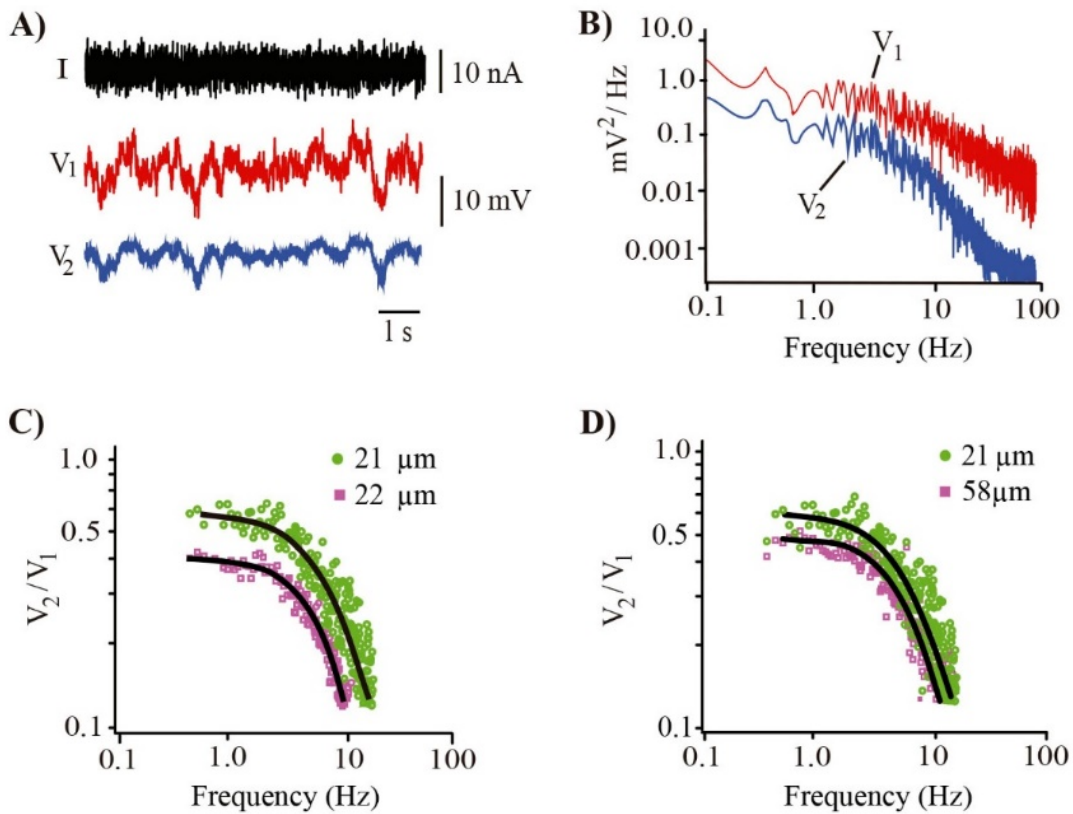 A)
I
10 nA
V1
10 mV
V2
1 s
B)
10.0
1.0
0.1
0.01
0.001
mV²/ Hz
V1
V2
0.1 1.0 10 100
Frequency (Hz)
C)
21 µm
22 µm
1.0
0.5
0.1
V2/V1
0.1 1.0 10 100
Frequency (Hz)
D)
21 µm
58µm
1.0
0.5
0.1
V2/V1
0.1 1.0 10 100
Frequency (Hz)